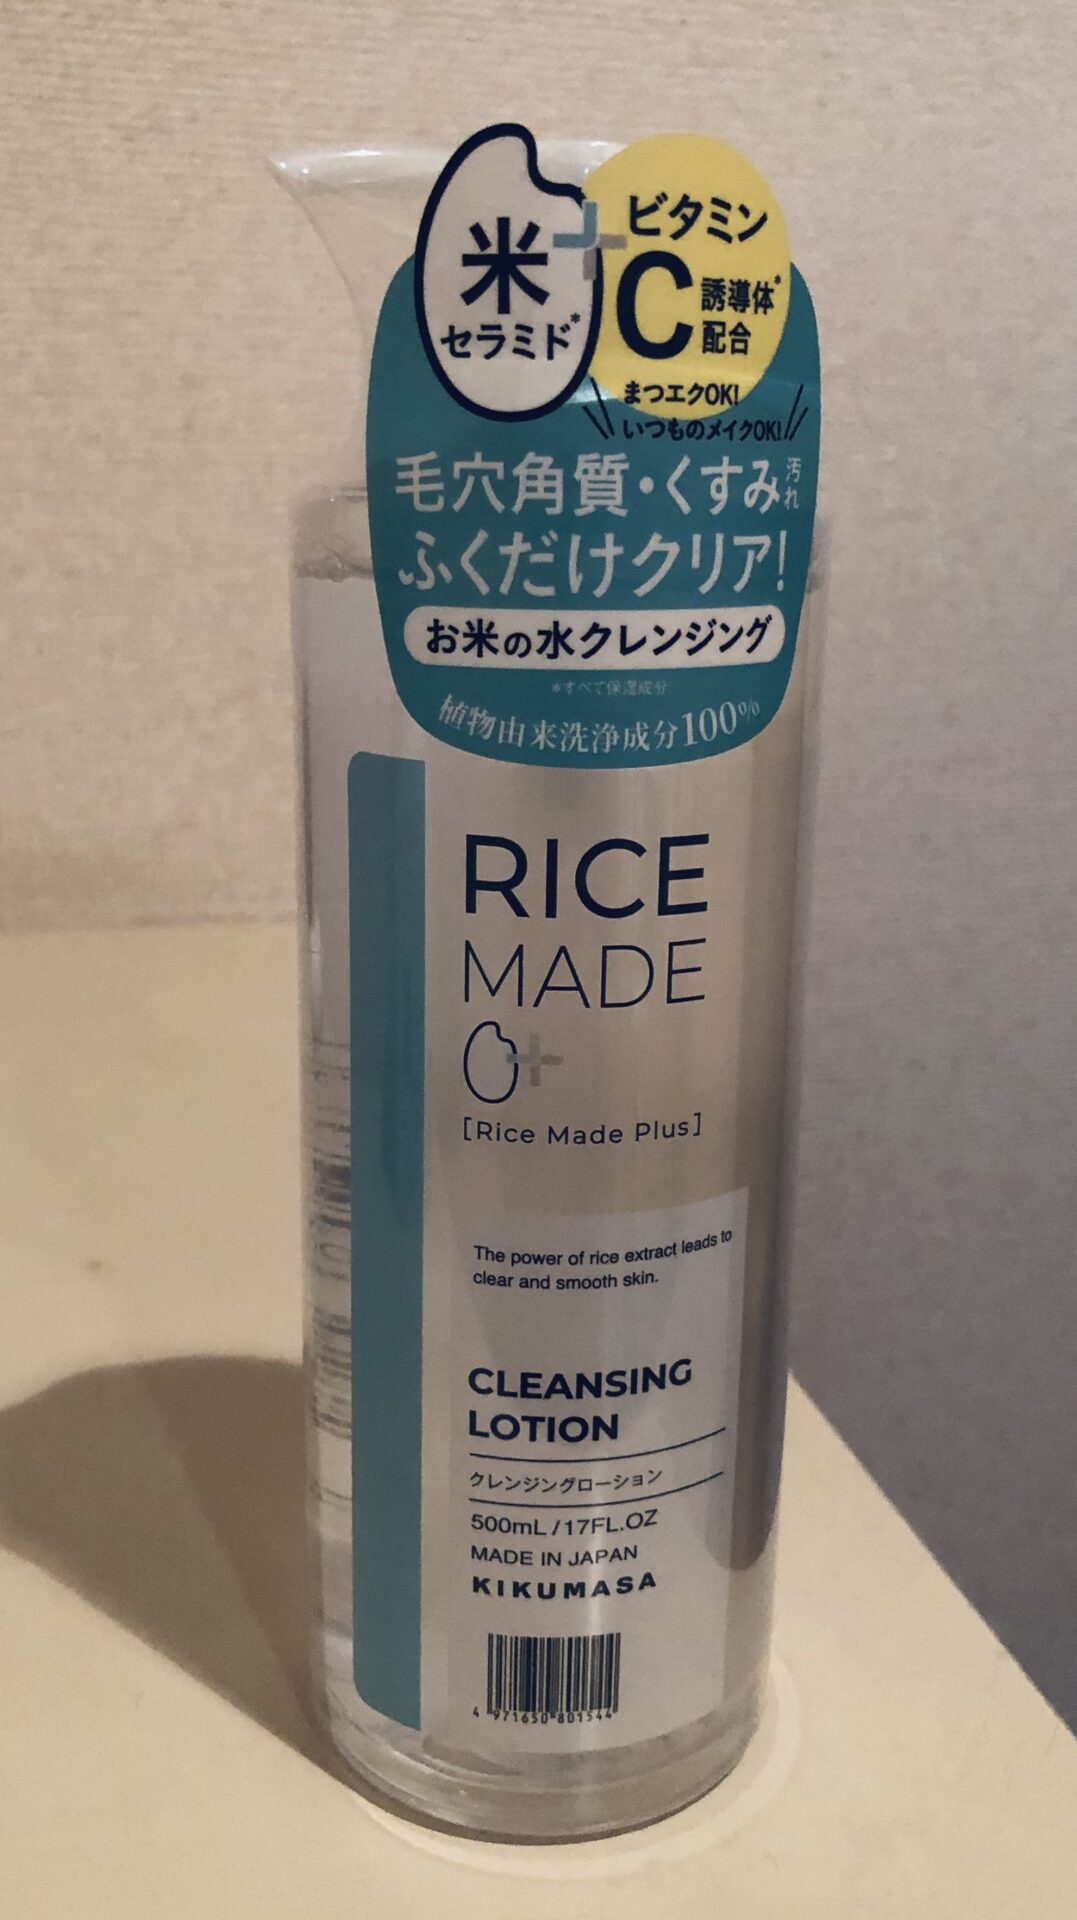 米
セラミド*
ビタミン
C誘導体*
配合
まつエクOK!
いつものメイクOK!
毛穴角質・くすみ汚れ
ふくだけクリア!
お米の水クレンジング
*すべて保湿成分
植物由来洗浄成分100%
RICE
MADE
+
[Rice Made Plus]
The power of rice extract leads to
clear and smooth skin.
CLEANSING
LOTION
クレンジングローション
500mL/17FL.OZ
MADE IN JAPAN
KIKUMASA
4 971650 801544